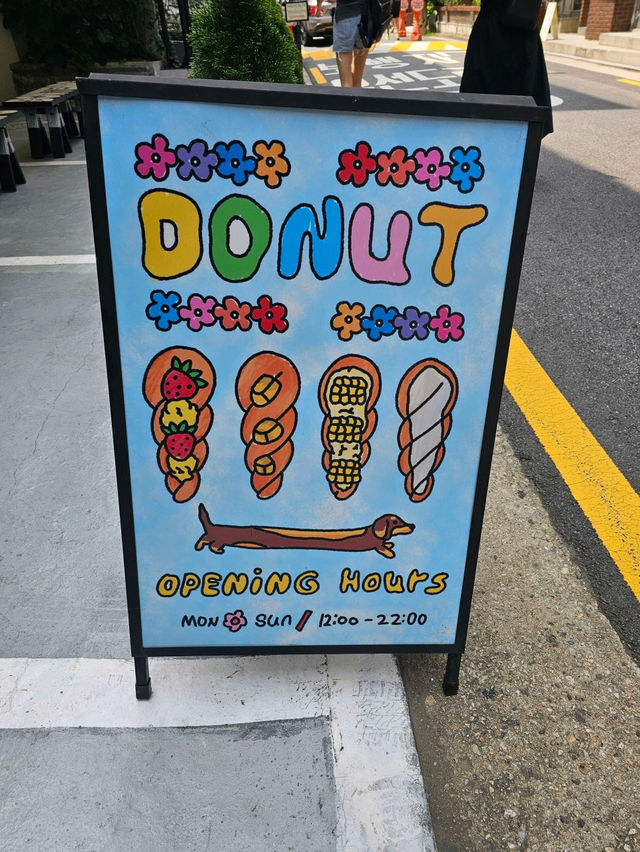 DONUT
OPENiNG HOUrS
MON SUN / 12:00 - 22:00